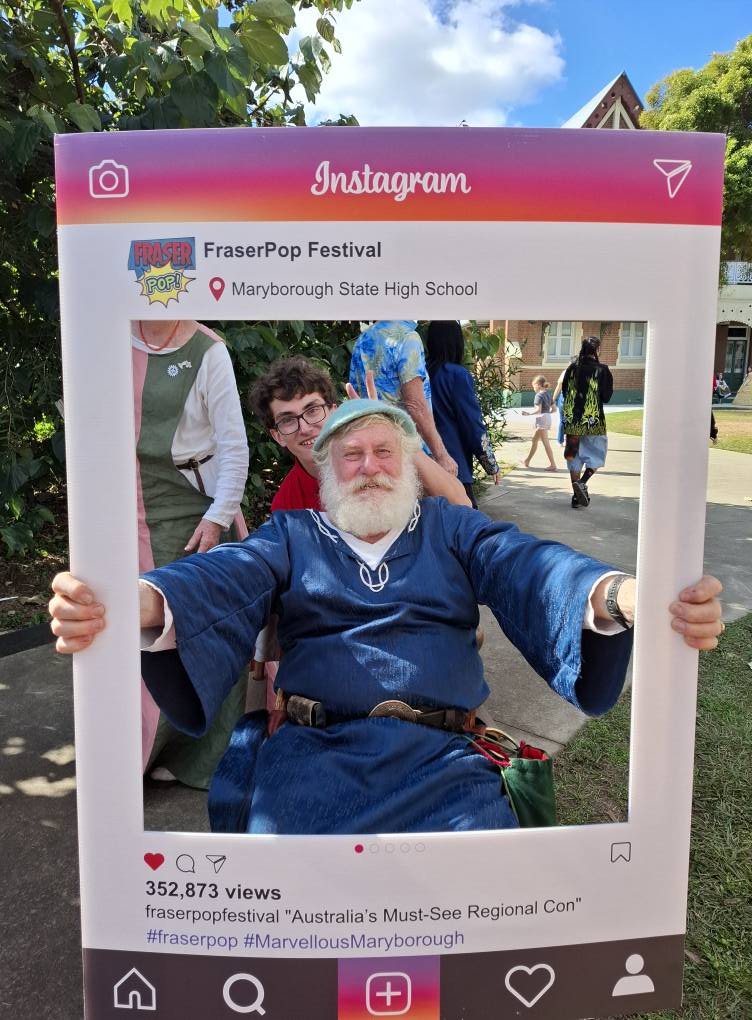 Instagram
FRASER
POP!
FraserPop Festival
Maryborough State High School
352,873 views
fraserpopfestival "Australia's Must-See Regional Con"
#fraserpop #MarvellousMaryborough